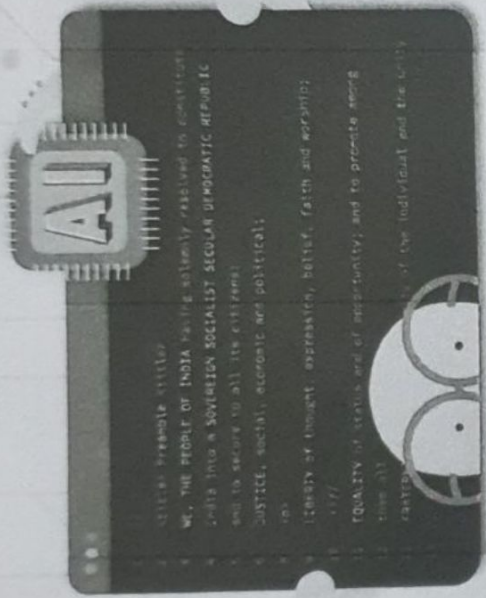 AI
<title> Preamble <title>
WE, THE PEOPLE OF INDIA having solemnly resolved to constitute
India into a SOVEREIGN SOCIALIST SECULAR DEMOCRATIC REPUBLIC
and to secure to all its citizens:
JUSTICE, social, economic and political;
LIBERTY of thought, expression, belief, faith and worship;
EQUALITY of status and of opportunity; and to promote among
them all
of the individual and the unity